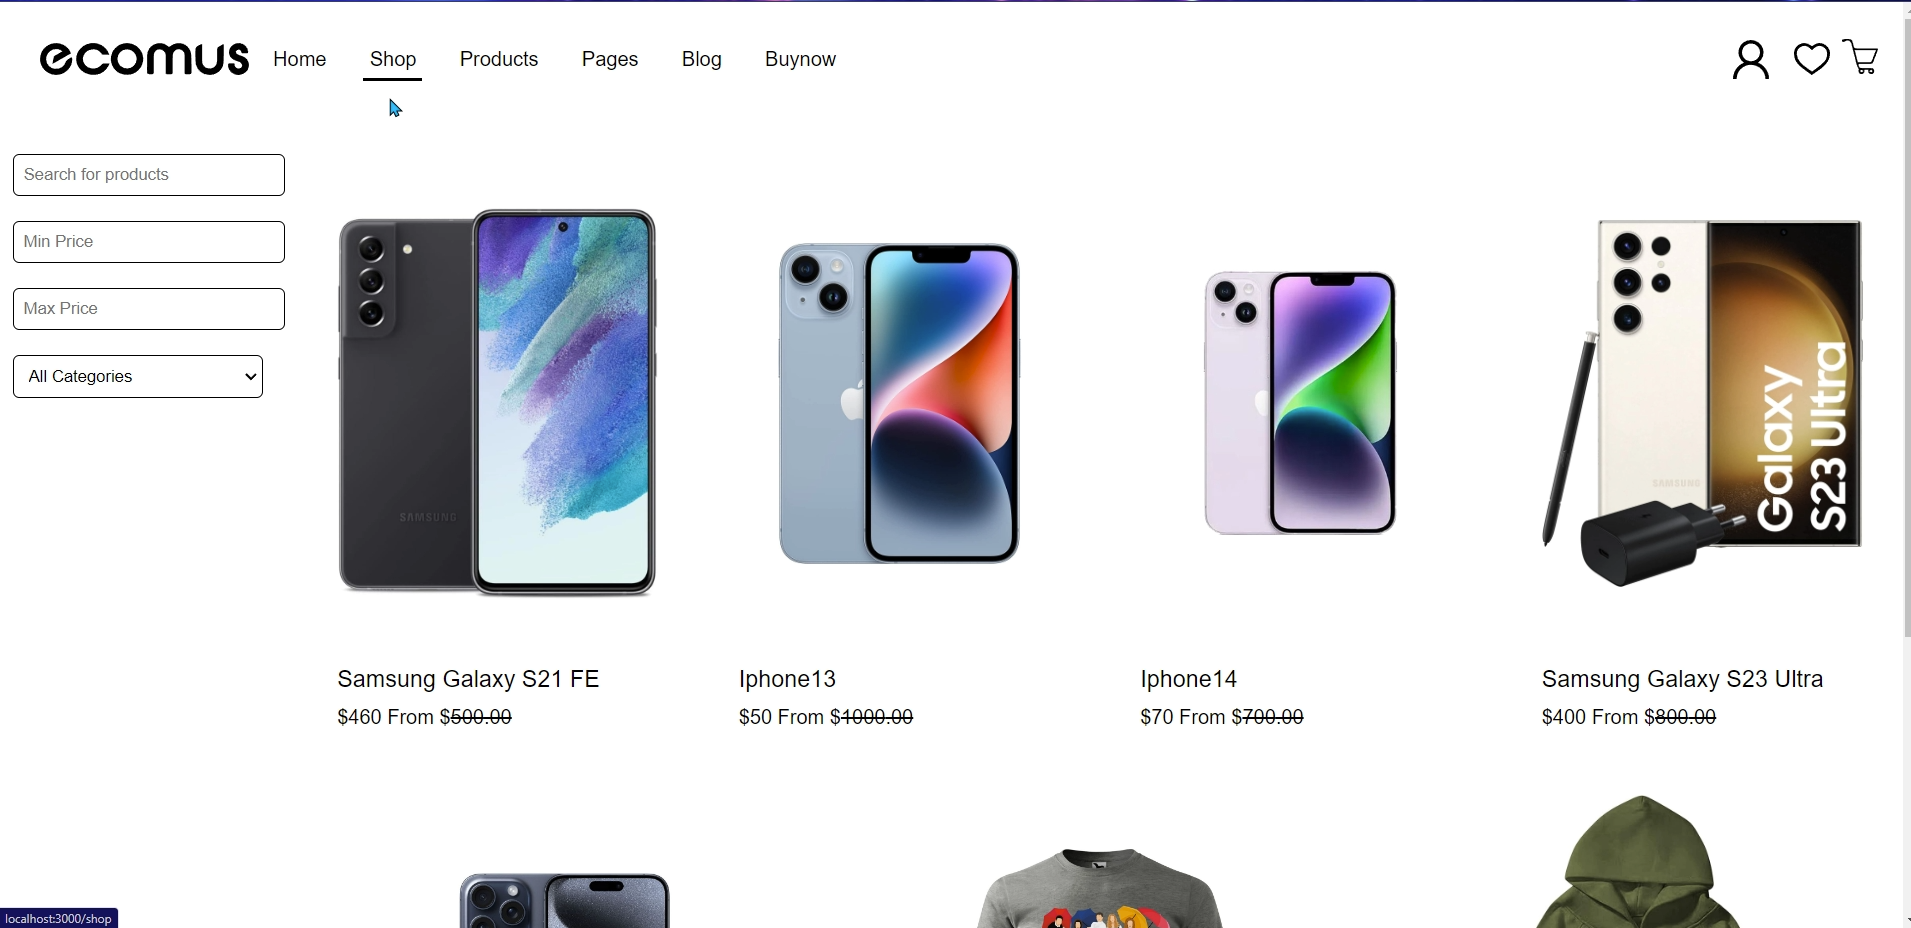 ecomus Home Shop Products Pages Blog Buynow
Search for products
Min Price
Max Price
All Categories
SAMSUNG
SAMSUNG
Galaxy
S23 Ultra
Samsung Galaxy S21 FE
$460 From $500.00
Iphone13
$50 From $1000.00
Iphone14
$70 From $700.00
Samsung Galaxy S23 Ultra
$400 From $800.00
localhost:3000/shop